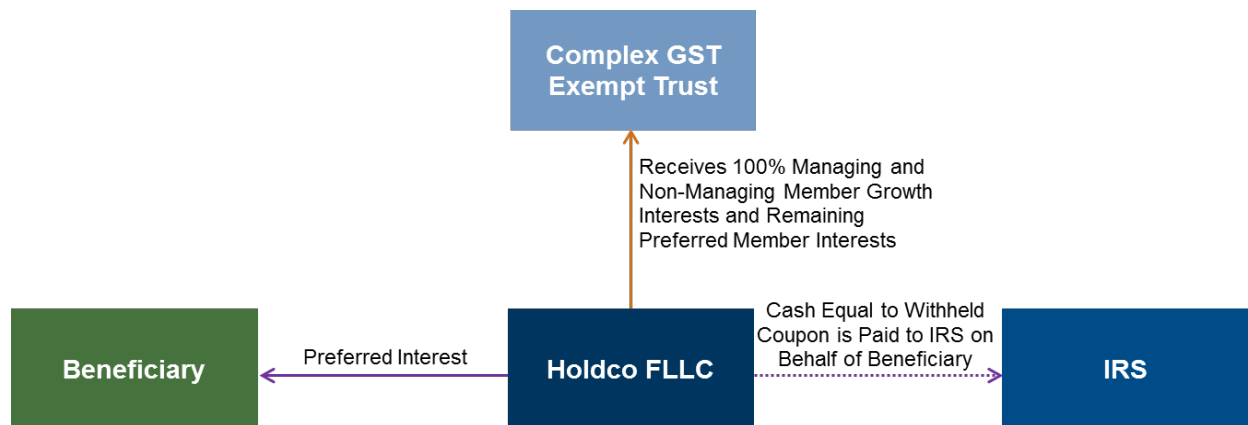 Complex GST
Exempt Trust
Receives 100% Managing and
Non-Managing Member Growth
Interests and Remaining
Preferred Member Interests
Beneficiary
Preferred Interest
Holdco FLLC
Cash Equal to Withheld
Coupon is Paid to IRS on
Behalf of Beneficiary
IRS